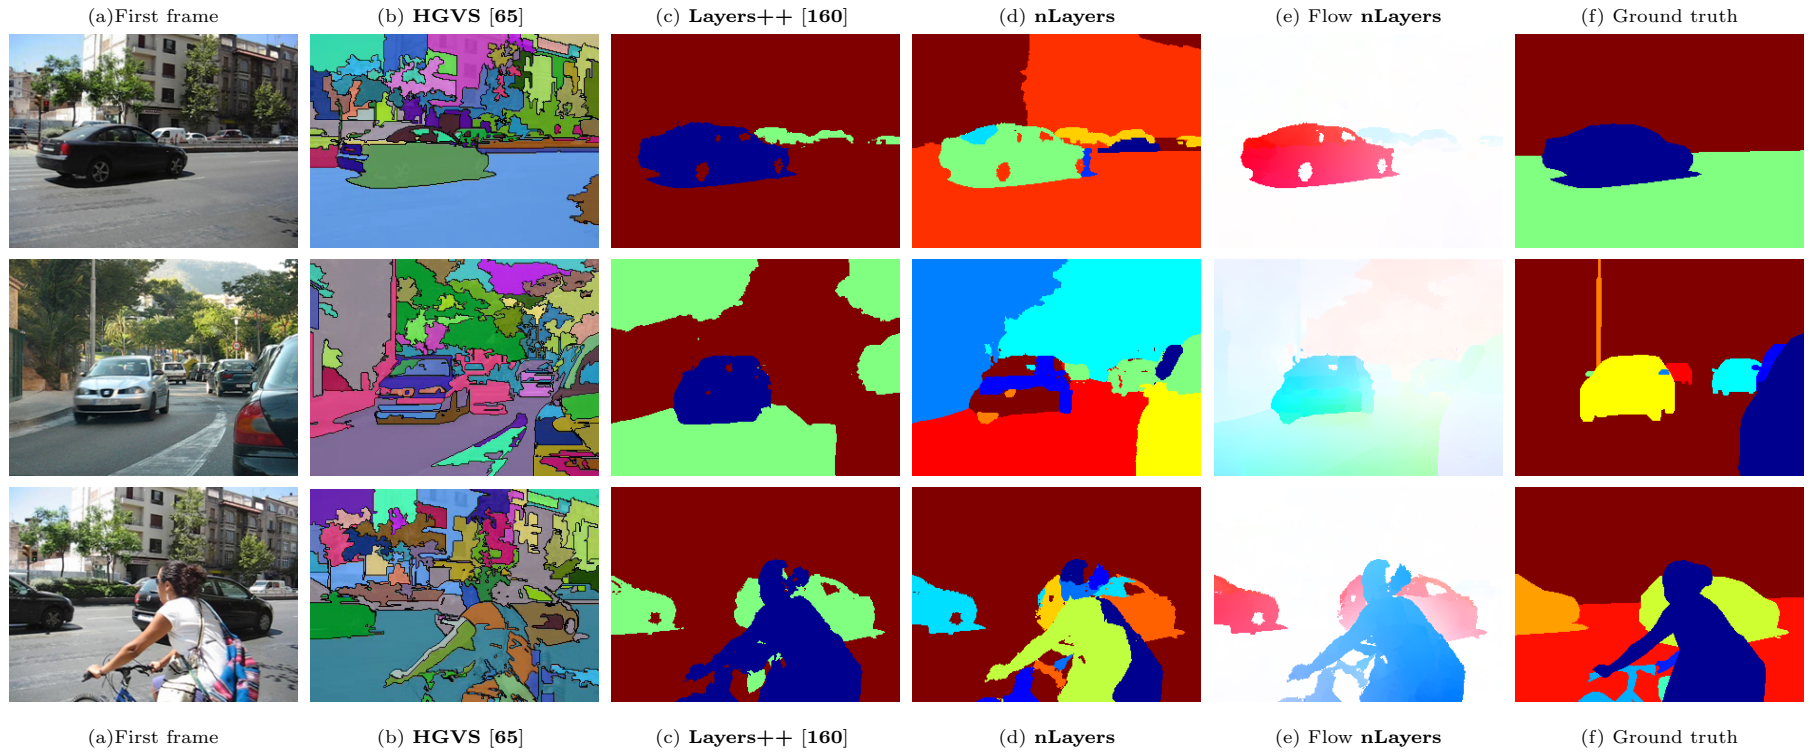 (a)First frame (b) HGVS [65] (c) Layers++ [160] (d) nLayers (e) Flow nLayers (f) Ground truth
(a)First frame (b) HGVS [65] (c) Layers++ [160] (d) nLayers (e) Flow nLayers (f) Ground truth